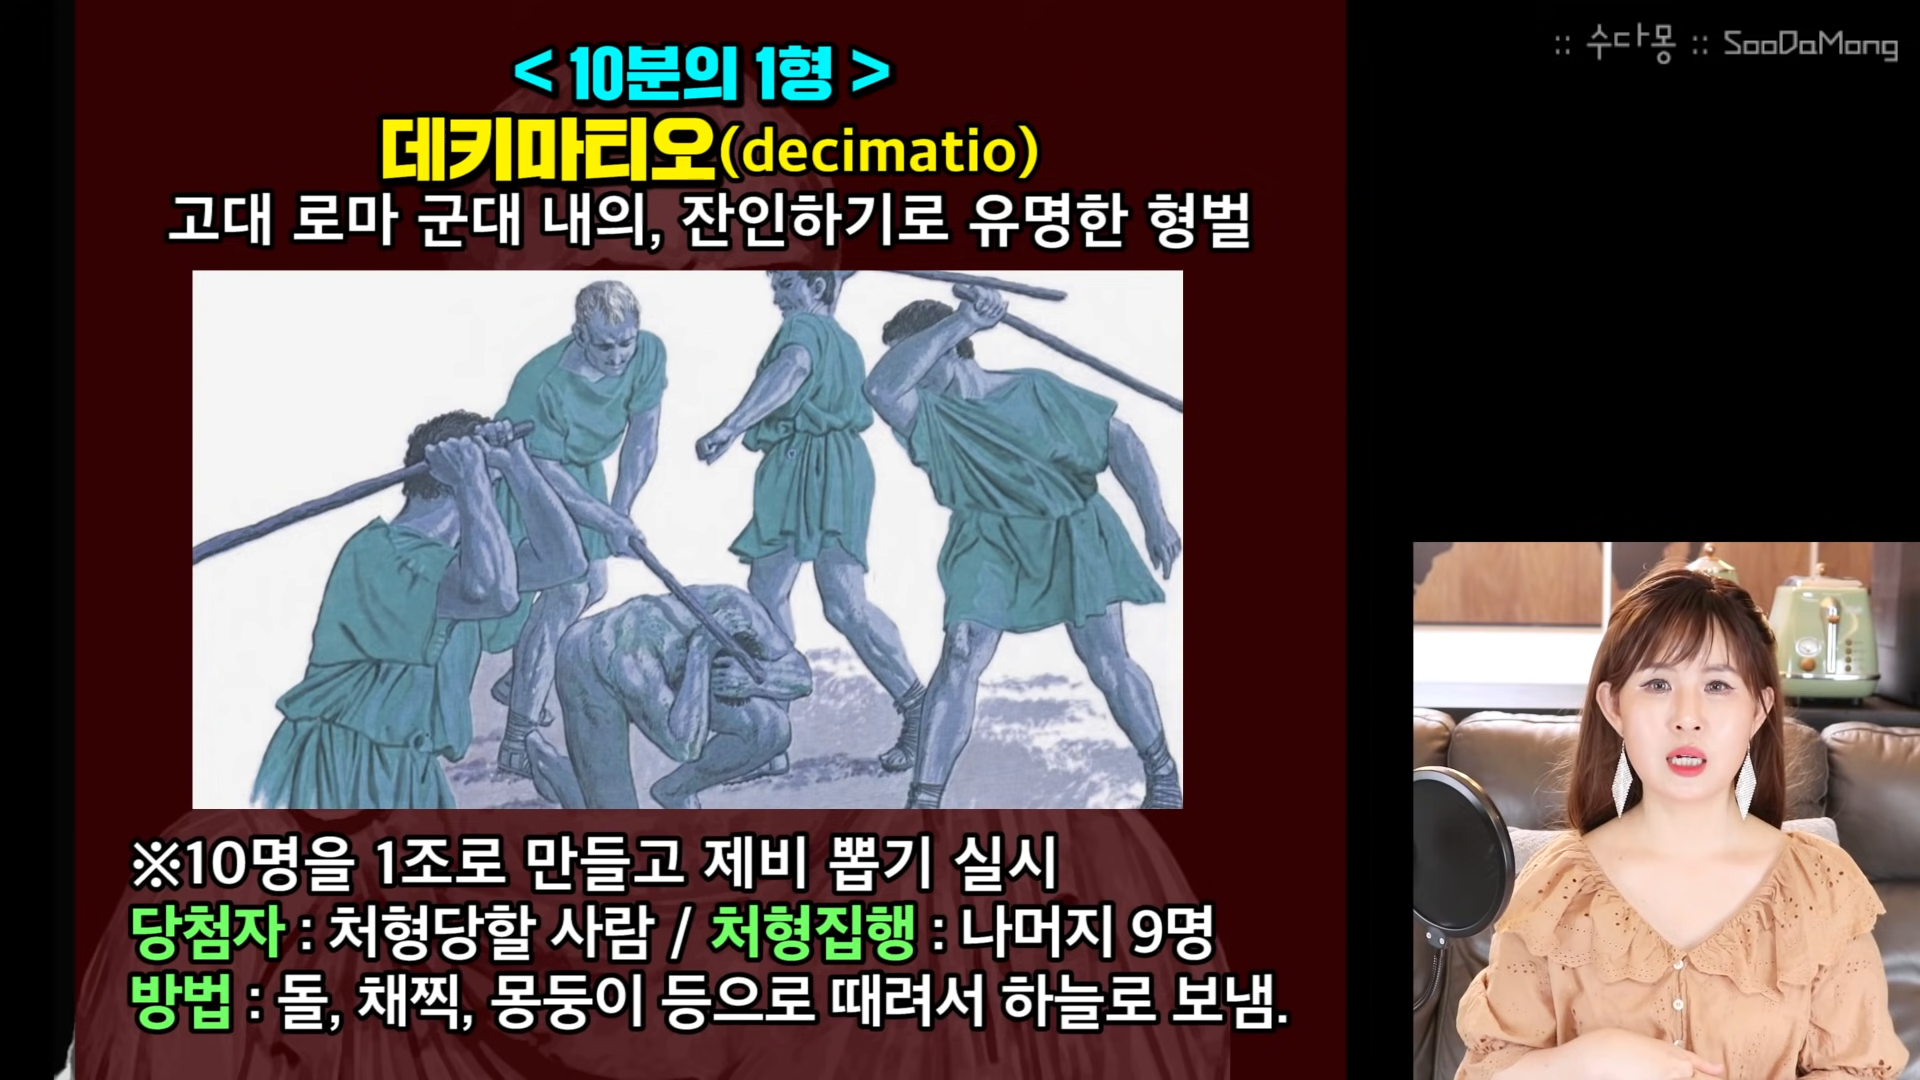 :: 수다몽 :: SooDaMong
< 10분의 1형 >
데키마티오(decimatio)
고대 로마 군대 내의, 잔인하기로 유명한 형벌
※10명을 1조로 만들고 제비 뽑기 실시
당첨자 : 처형당할 사람 / 처형집행 : 나머지 9명
방법 : 돌, 채찍, 몽둥이 등으로 때려서 하늘로 보냄.